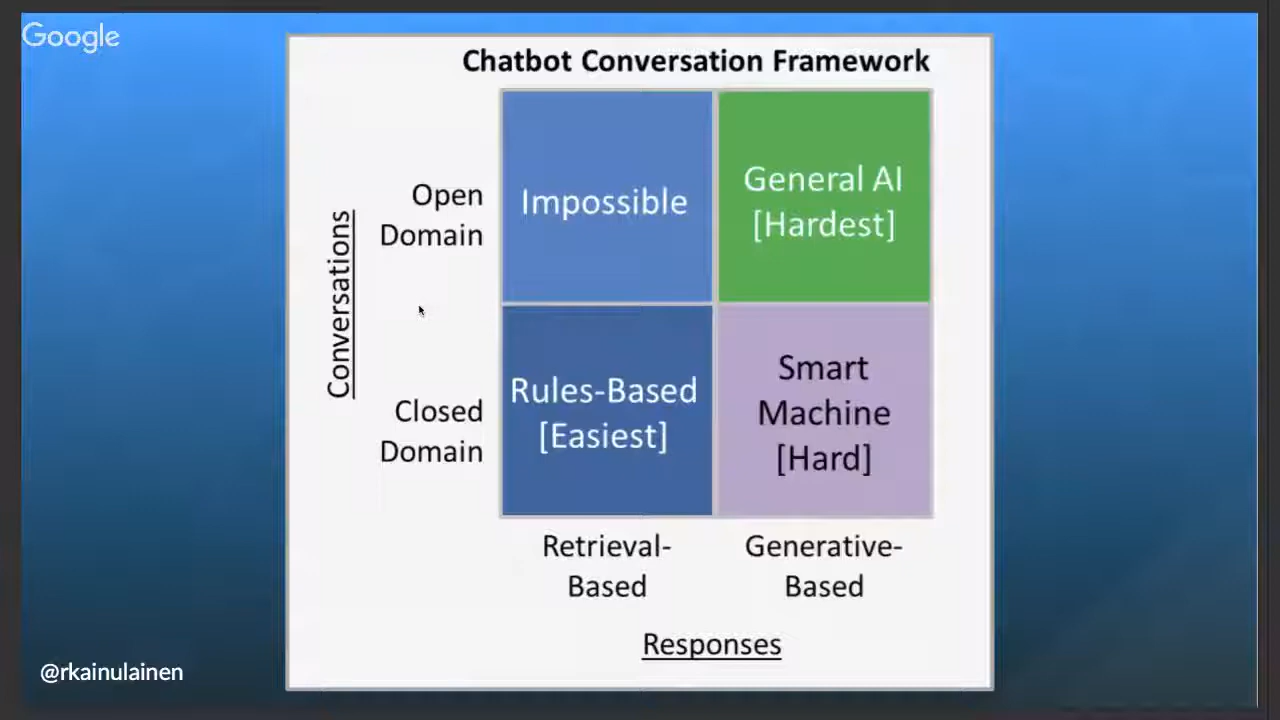 Google
Chatbot Conversation Framework
Impossible
General AI
[Hardest]
Open
Domain
Conversations
Rules-Based
[Easiest]
Smart
Machine
[Hard]
Closed
Domain
Retrieval-
Based
Generative-
Based
Responses
@rkainulainen